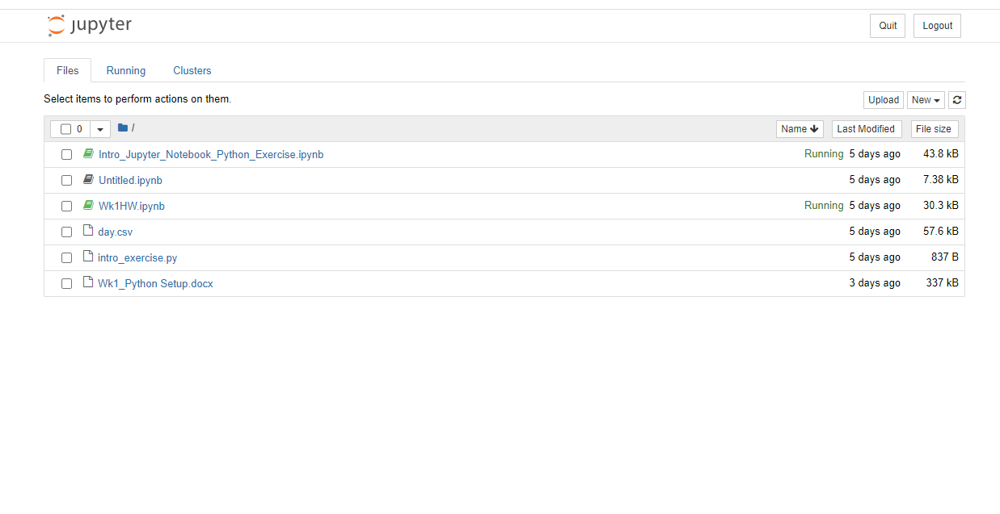 jupyter Quit Logout
Files Running Clusters
Select items to perform actions on them. Upload New
0 / Name Last Modified File size
Intro_Jupyter_Notebook_Python_Exercise.ipynb Running 5 days ago 43.8 kB
Untitled.ipynb 5 days ago 7.38 kB
Wk1HW.ipynb Running 5 days ago 30.3 kB
day.csv 5 days ago 57.6 kB
intro_exercise.py 5 days ago 837 B
Wk1_Python Setup.docx 3 days ago 337 kB